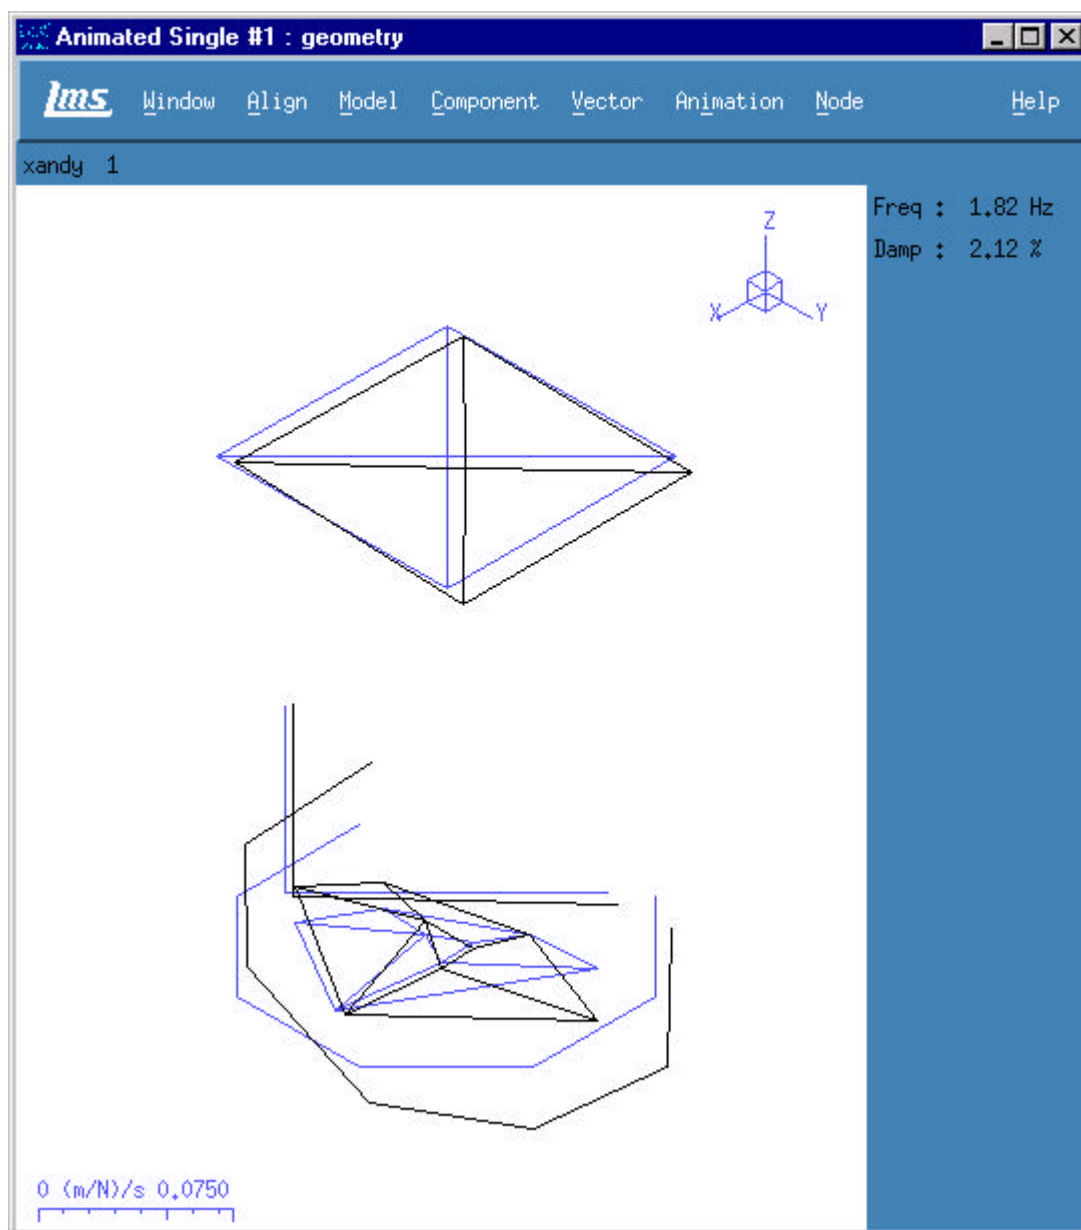 Animated Single #1 : geometry
lms Window Align Model Component Vector Animation Node Help
xandy 1
Freq : 1.82 Hz
Damp : 2.12 %
Z
X Y
0 (m/N)/s 0.0750